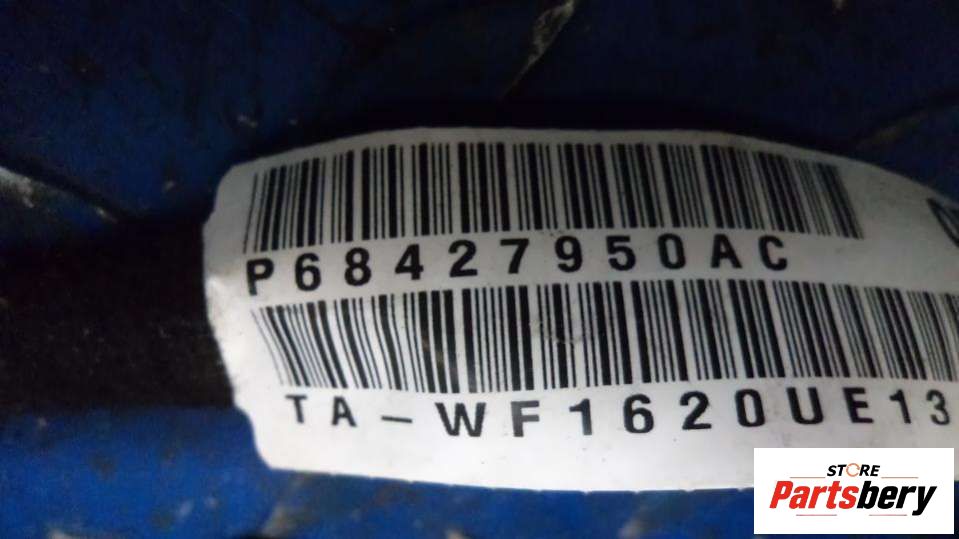 P68427950AC
TA-WF1620UE13
STORE
Partsbery